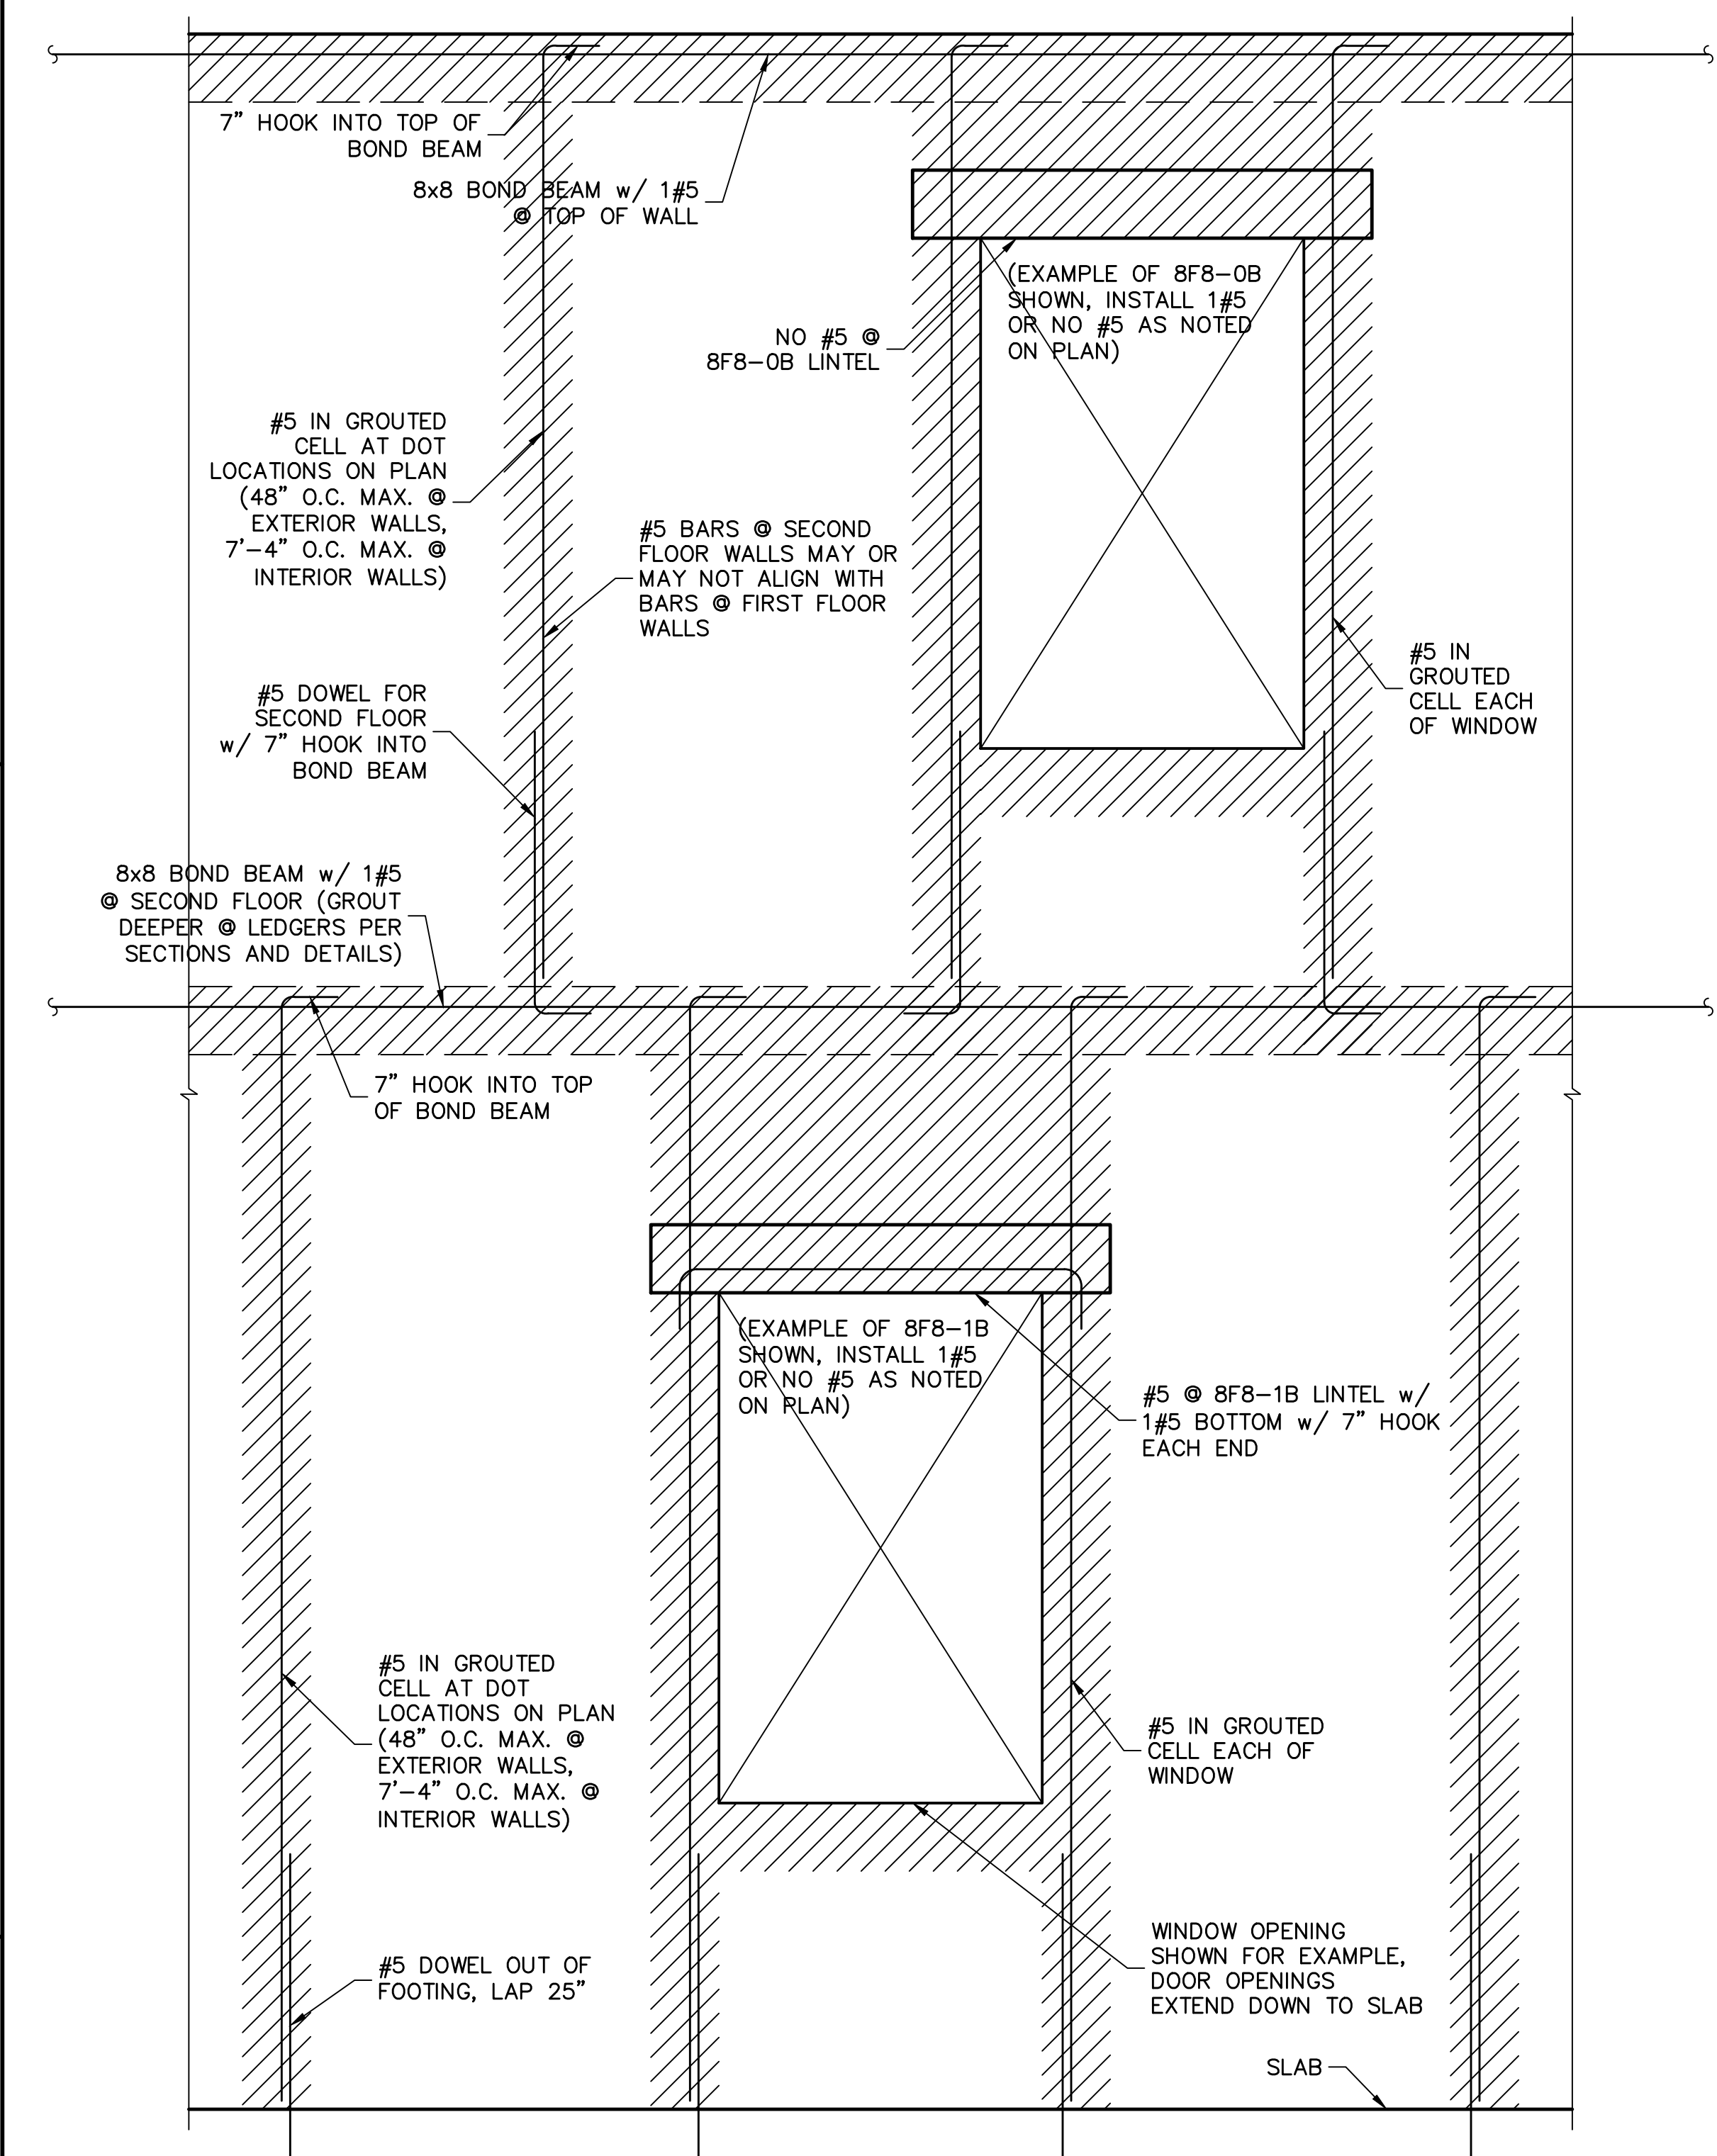 7" HOOK INTO TOP OF
BOND BEAM
8x8 BOND BEAM w/ 1#5
@ TOP OF WALL
(EXAMPLE OF 8F8-0B
SHOWN, INSTALL 1#5
OR NO #5 AS NOTED
ON PLAN)
NO #5 @
8F8-0B LINTEL
#5 IN GROUTED
CELL AT DOT
LOCATIONS ON PLAN
(48" O.C. MAX. @
EXTERIOR WALLS,
7'-4" O.C. MAX. @
INTERIOR WALLS)
#5 BARS @ SECOND
FLOOR WALLS MAY OR
MAY NOT ALIGN WITH
BARS @ FIRST FLOOR
WALLS
#5 IN
GROUTED
CELL EACH
OF WINDOW
#5 DOWEL FOR
SECOND FLOOR
w/ 7" HOOK INTO
BOND BEAM
8x8 BOND BEAM w/ 1#5
@ SECOND FLOOR (GROUT
DEEPER @ LEDGERS PER
SECTIONS AND DETAILS)
7" HOOK INTO TOP
OF BOND BEAM
(EXAMPLE OF 8F8-1B
SHOWN, INSTALL 1#5
OR NO #5 AS NOTED
ON PLAN)
#5 @ 8F8-1B LINTEL w/
1#5 BOTTOM w/ 7" HOOK
EACH END
#5 IN GROUTED
CELL AT DOT
LOCATIONS ON PLAN
(48" O.C. MAX. @
EXTERIOR WALLS,
7'-4" O.C. MAX. @
INTERIOR WALLS)
#5 IN GROUTED
CELL EACH OF
WINDOW
#5 DOWEL OUT OF
FOOTING, LAP 25"
WINDOW OPENING
SHOWN FOR EXAMPLE,
DOOR OPENINGS
EXTEND DOWN TO SLAB
SLAB